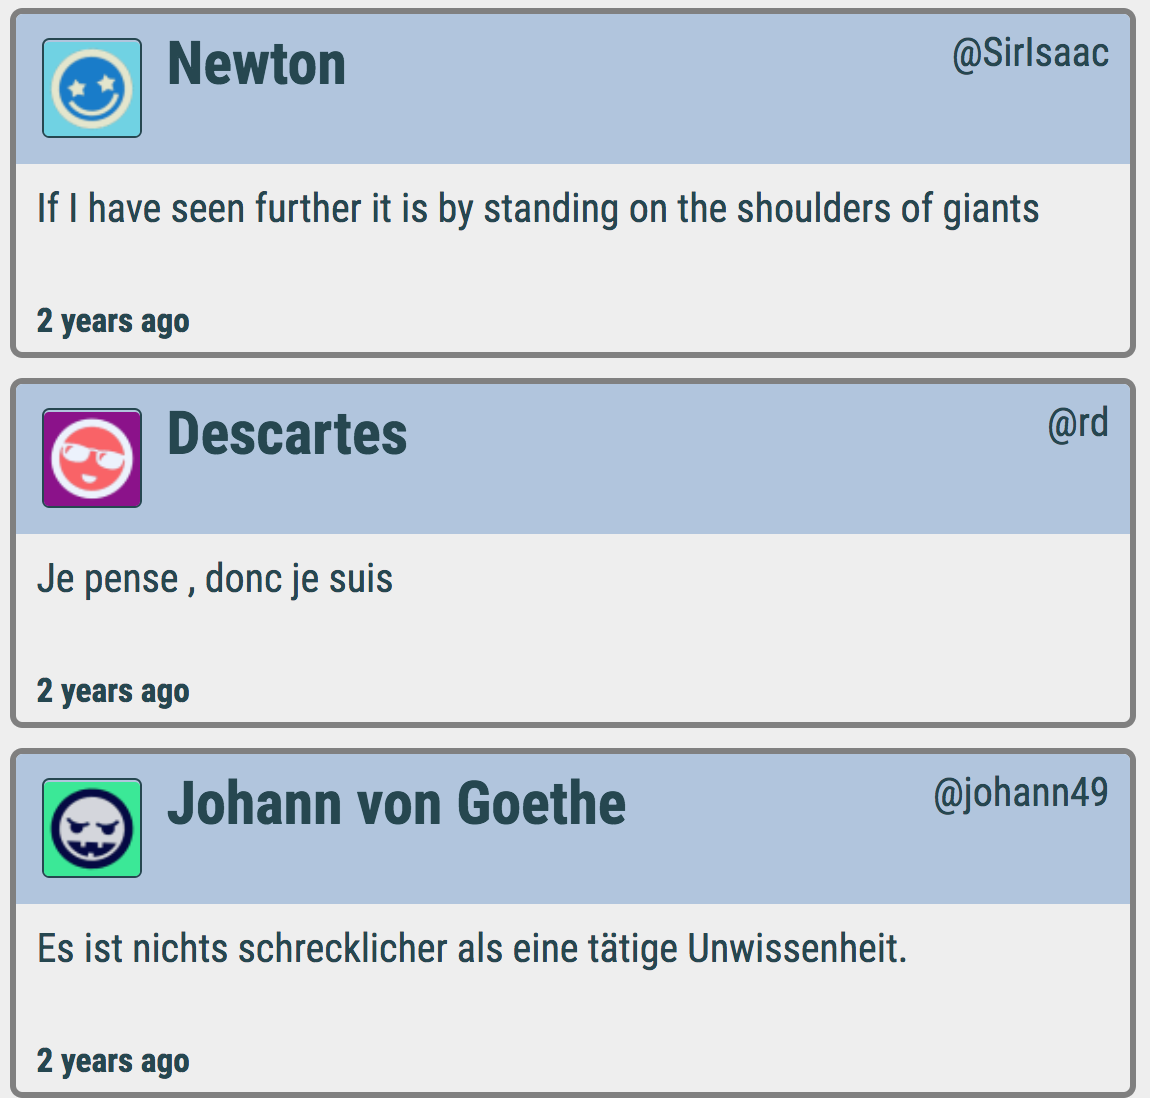 Newton
@SirIsaac
If I have seen further it is by standing on the shoulders of giants
2 years ago
Descartes
@rd
Je pense , donc je suis
2 years ago
Johann von Goethe
@johann49
Es ist nichts schrecklicher als eine tätige Unwissenheit.
2 years ago